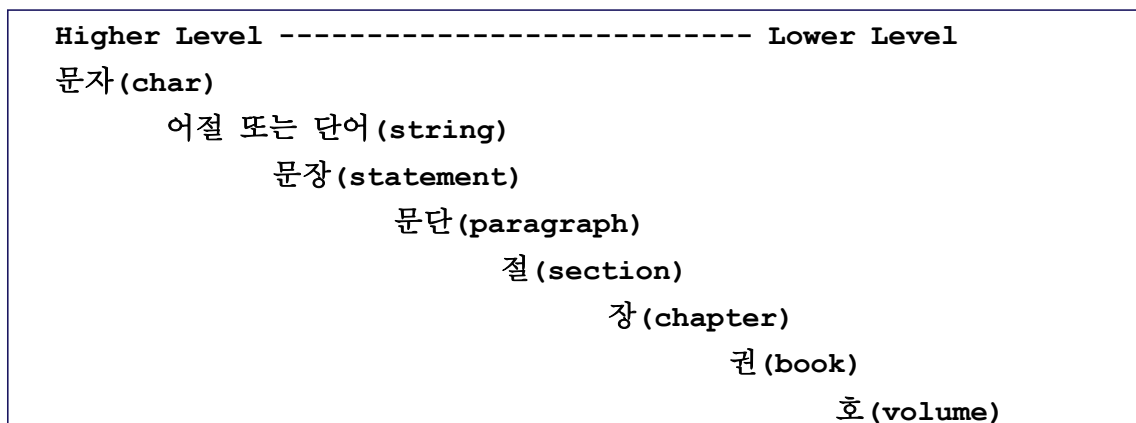 Higher Level --------------------------- Lower Level
문자(char)
어절 또는 단어(string)
문장(statement)
문단(paragraph)
절(section)
장(chapter)
권(book)
호(volume)